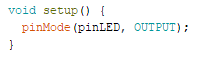 void setup() {
pinMode(pinLED, OUTPUT);
}